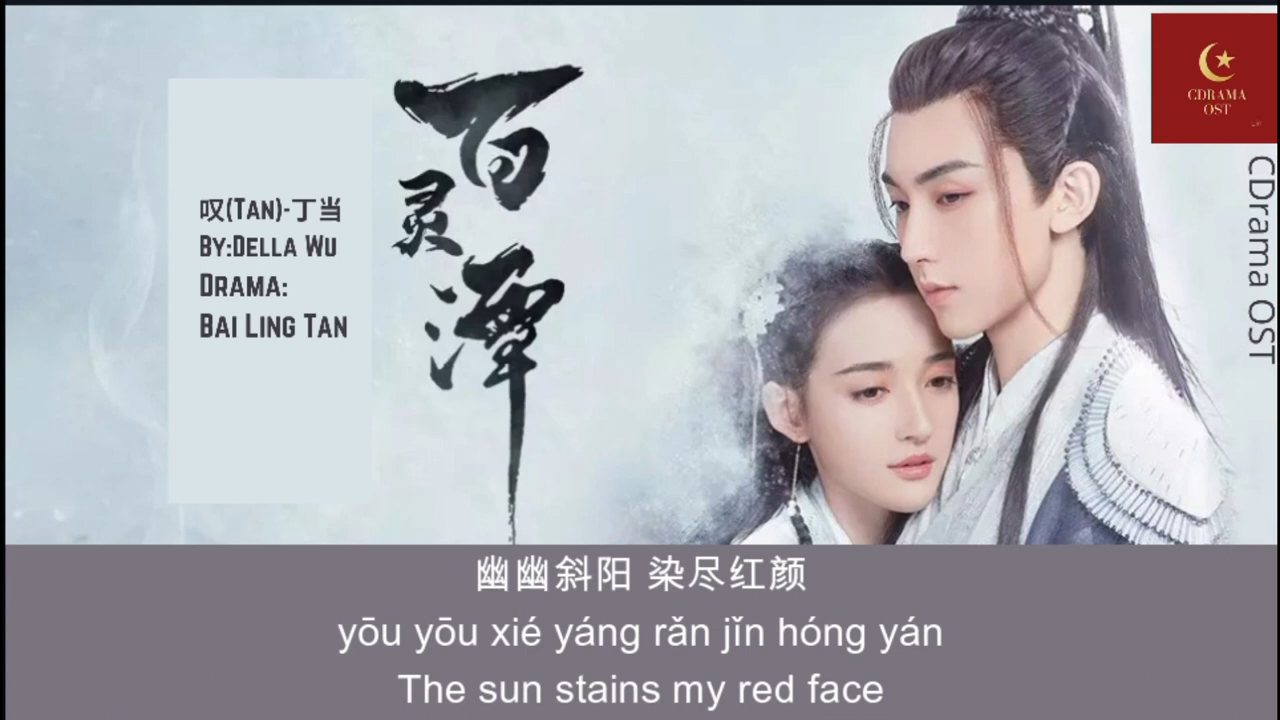 叹(TAN)-丁当
BY:DELLA WU
DRAMA:
BAI LING TAN
百灵潭
CDRAMA
OST
CDrama OST
幽幽斜阳 染尽红颜
yōu yōu xié yáng rǎn jǐn hóng yán
The sun stains my red face